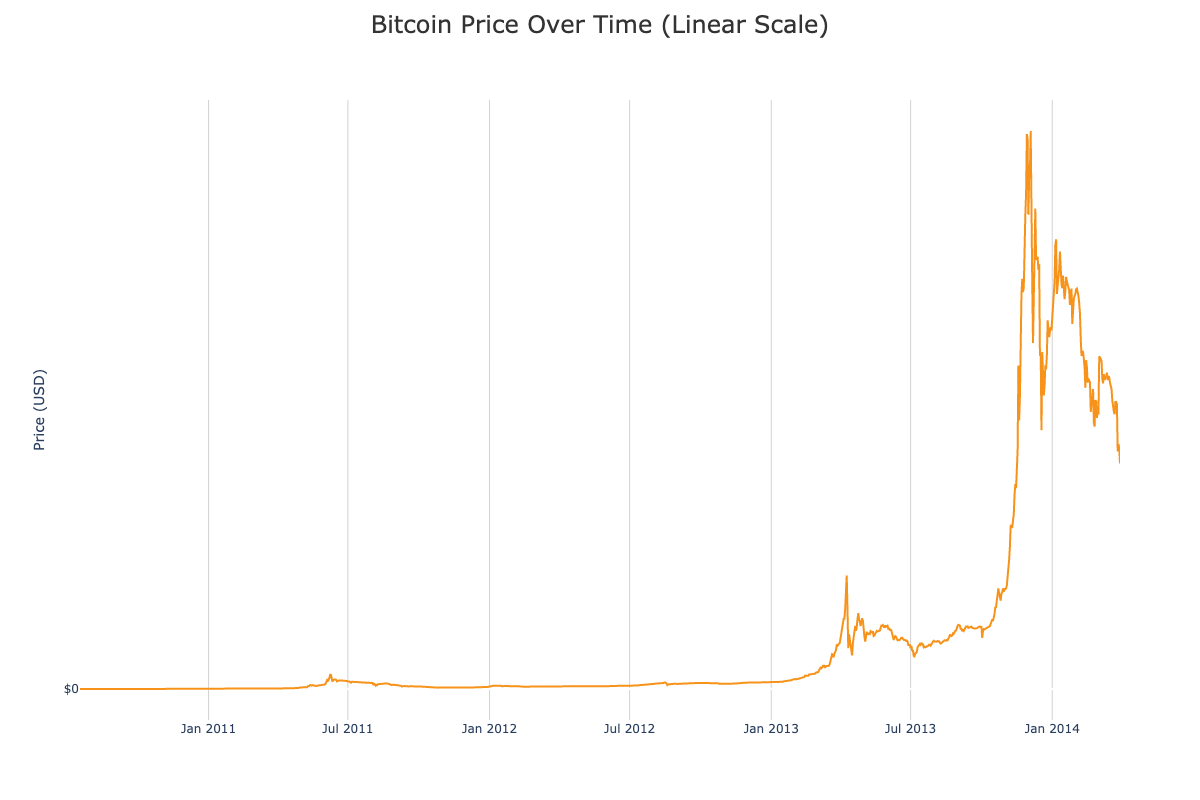 Bitcoin Price Over Time (Linear Scale)
Price (USD)
$0
Jan 2011
Jul 2011
Jan 2012
Jul 2012
Jan 2013
Jul 2013
Jan 2014